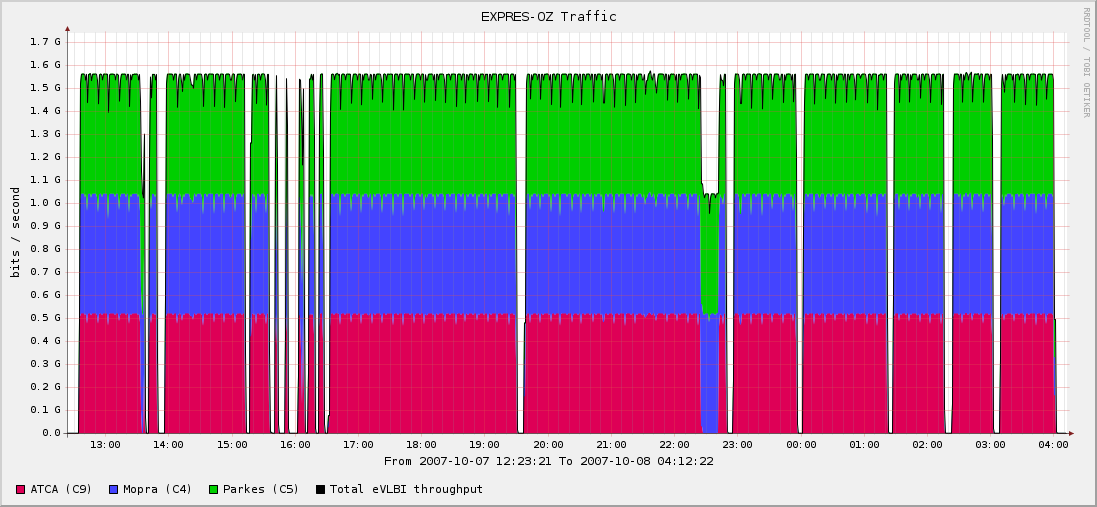 EXPRES-OZ Traffic
RRDTOOL / TOBI OETIKER
bits / second
1.7 G
1.6 G
1.5 G
1.4 G
1.3 G
1.2 G
1.1 G
1.0 G
0.9 G
0.8 G
0.7 G
0.6 G
0.5 G
0.4 G
0.3 G
0.2 G
0.1 G
0.0
13:00 14:00 15:00 16:00 17:00 18:00 19:00 20:00 21:00 22:00 23:00 00:00 01:00 02:00 03:00 04:00
From 2007-10-07 12:23:21 To 2007-10-08 04:12:22
ATCA (C9) Mopra (C4) Parkes (C5) Total eVLBI throughput